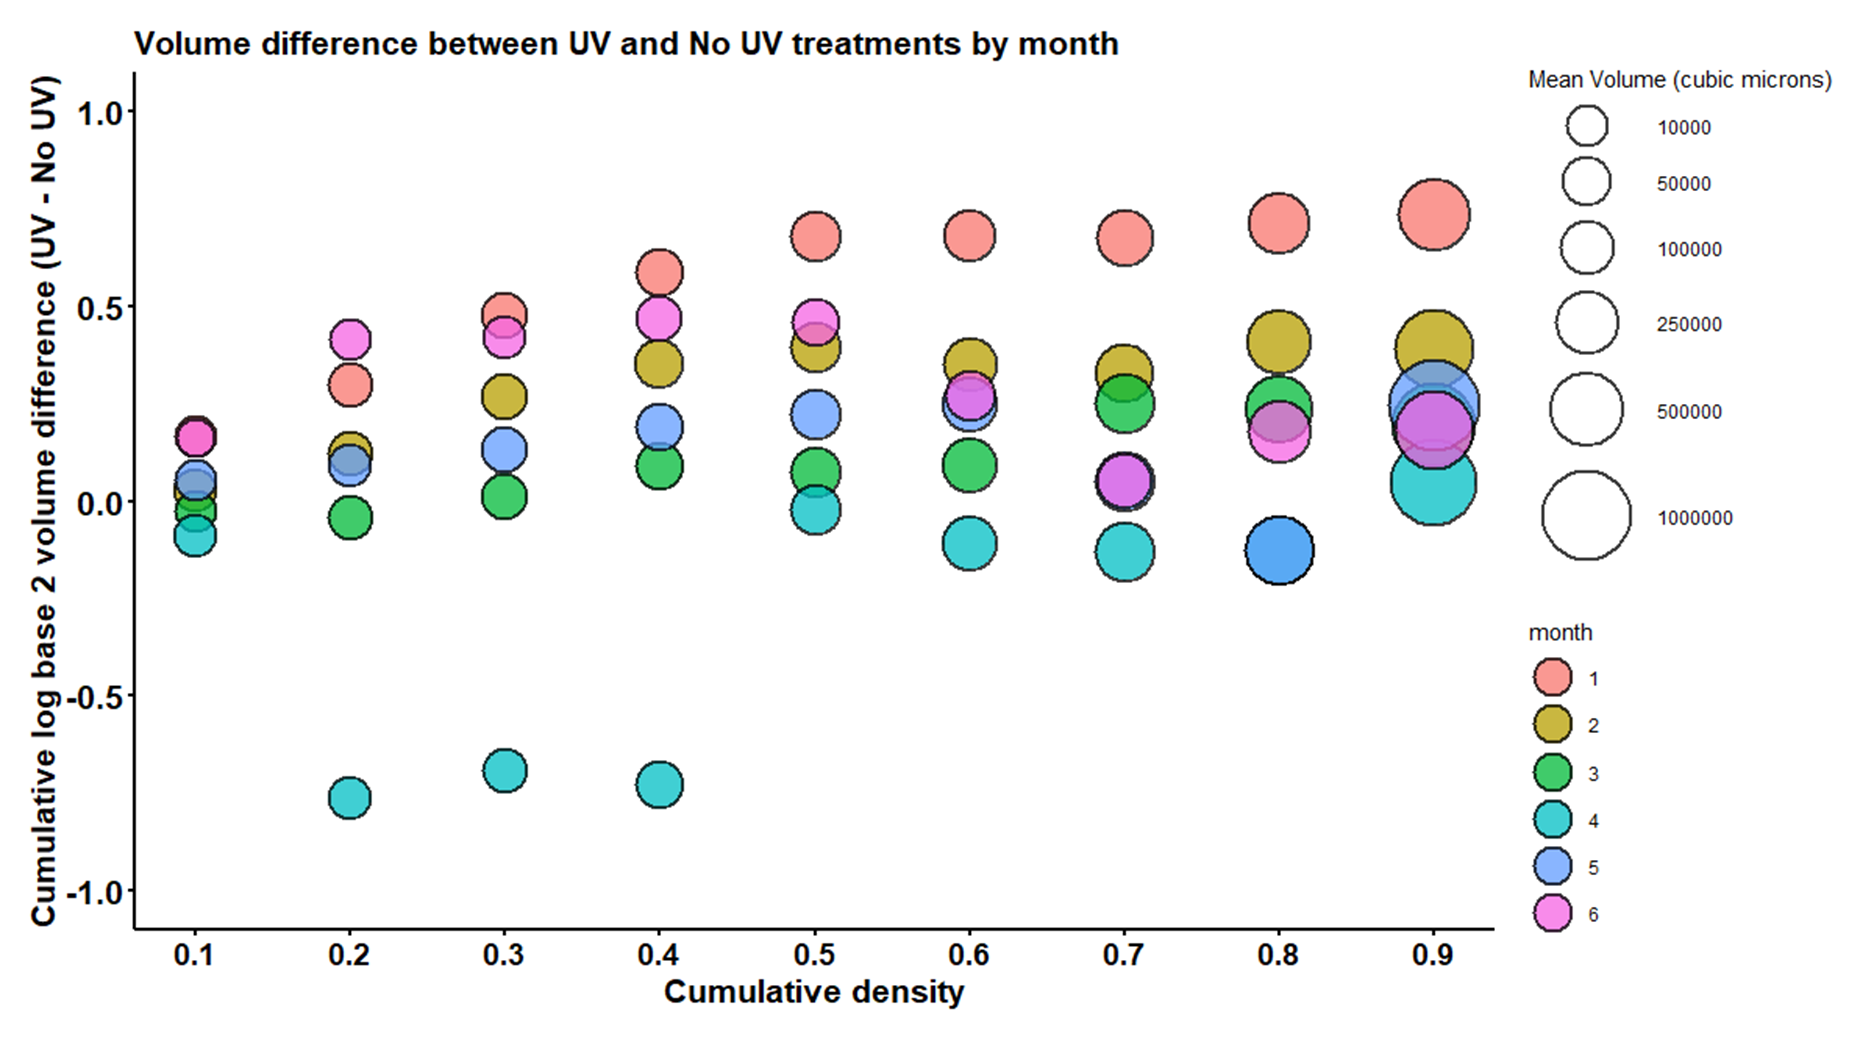 Volume difference between UV and No UV treatments by month
Cumulative log base 2 volume difference (UV - No UV)
1.0
0.5
0.0
-0.5
-1.0
0.1 0.2 0.3 0.4 0.5 0.6 0.7 0.8 0.9
Cumulative density
Mean Volume (cubic microns)
10000
50000
100000
250000
500000
1000000
month
1
2
3
4
5
6